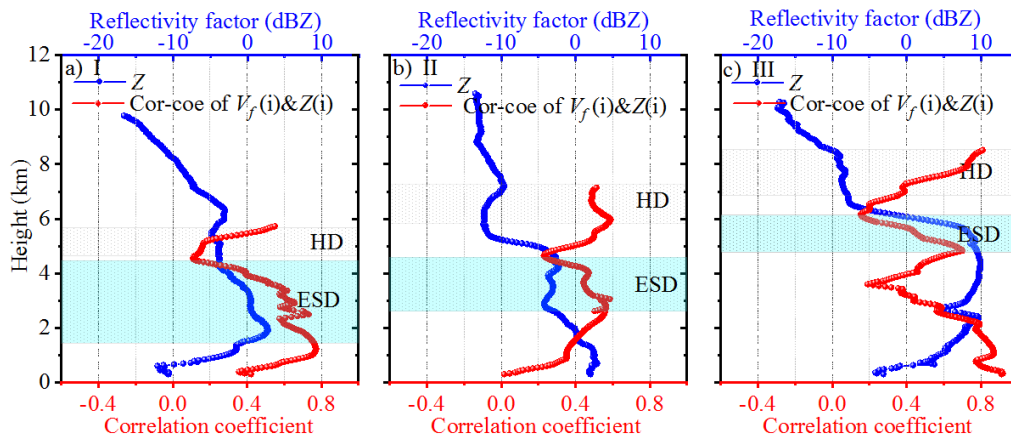 Reflectivity factor (dBZ) Reflectivity factor (dBZ) Reflectivity factor (dBZ)
-20 -10 0 10 -20 -10 0 10 -20 -10 0 10
12
10
8
6
4
2
0
Height (km)
a) I
Z
Cor-coe of Vf (i)&Z(i)
HD
ESD
b) II
Z
Cor-coe of Vf (i)&Z(i)
HD
ESD
c) III
Z
Cor-coe of Vf (i)&Z(i)
HD
ESD
-0.4 0.0 0.4 0.8 -0.4 0.0 0.4 0.8 -0.4 0.0 0.4 0.8
Correlation coefficient Correlation coefficient Correlation coefficient